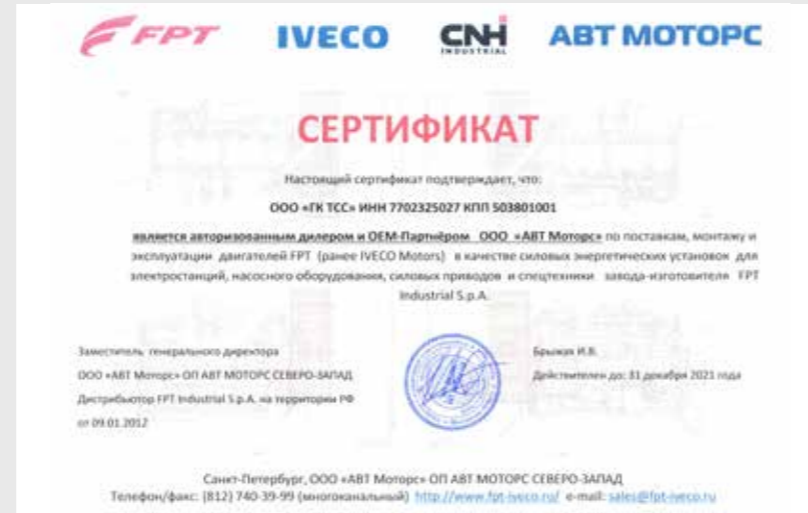 FPT IVECO CNH INDUSTRIAL АВТ МОТОРС
СЕРТИФИКАТ
Настоящий сертификат подтверждает, что:
ООО «ГК ТСС» ИНН 7702325027 КПП 503801001
является авторизованным дилером и ОЕМ-Партнёром ООО «АВТ Моторс» по поставкам, монтажу и
эксплуатации двигателей FPT (ранее IVECO Motors) в качестве силовых энергетических установок для
электростанций, насосного оборудования, силовых приводов и спецтехники завода-изготовителя FPT
Industrial S.p.A.
Заместитель генерального директора
ООО «АВТ Моторс» ОП АВТ МОТОРС СЕВЕРО-ЗАПАД
Дистрибьютор FPT Industrial S.p.A. на территории РФ
от 09.01.2012
Брыжан И.В.
Действителен до: 31 декабря 2021 года
Санкт-Петербург, ООО «АВТ Моторс» ОП АВТ МОТОРС СЕВЕРО-ЗАПАД
Телефон/факс: (812) 740-39-99 (многоканальный) http://www.fpt-iveco.ru/ e-mail: sales@fpt-iveco.ru